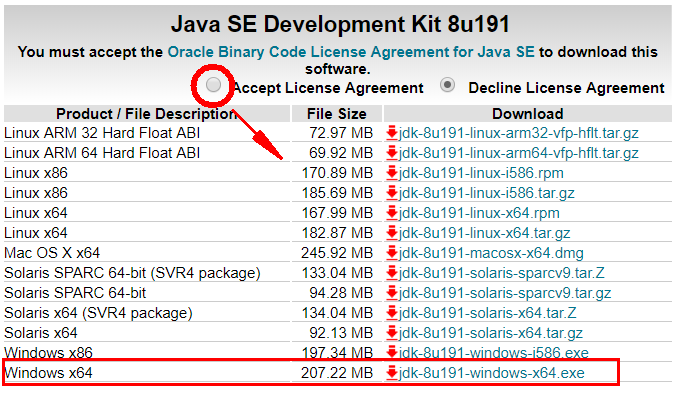 Java SE Development Kit 8u191
You must accept the Oracle Binary Code License Agreement for Java SE to download this
software.
Accept License Agreement Decline License Agreement
Product / File Description File Size Download
Linux ARM 32 Hard Float ABI 72.97 MB jdk-8u191-linux-arm32-vfp-hflt.tar.gz
Linux ARM 64 Hard Float ABI 69.92 MB jdk-8u191-linux-arm64-vfp-hflt.tar.gz
Linux x86 170.89 MB jdk-8u191-linux-i586.rpm
Linux x86 185.69 MB jdk-8u191-linux-i586.tar.gz
Linux x64 167.99 MB jdk-8u191-linux-x64.rpm
Linux x64 182.87 MB jdk-8u191-linux-x64.tar.gz
Mac OS X x64 245.92 MB jdk-8u191-macosx-x64.dmg
Solaris SPARC 64-bit (SVR4 package) 133.04 MB jdk-8u191-solaris-sparcv9.tar.Z
Solaris SPARC 64-bit 94.28 MB jdk-8u191-solaris-sparcv9.tar.gz
Solaris x64 (SVR4 package) 134.04 MB jdk-8u191-solaris-x64.tar.Z
Solaris x64 92.13 MB jdk-8u191-solaris-x64.tar.gz
Windows x86 197.34 MB jdk-8u191-windows-i586.exe
Windows x64 207.22 MB jdk-8u191-windows-x64.exe